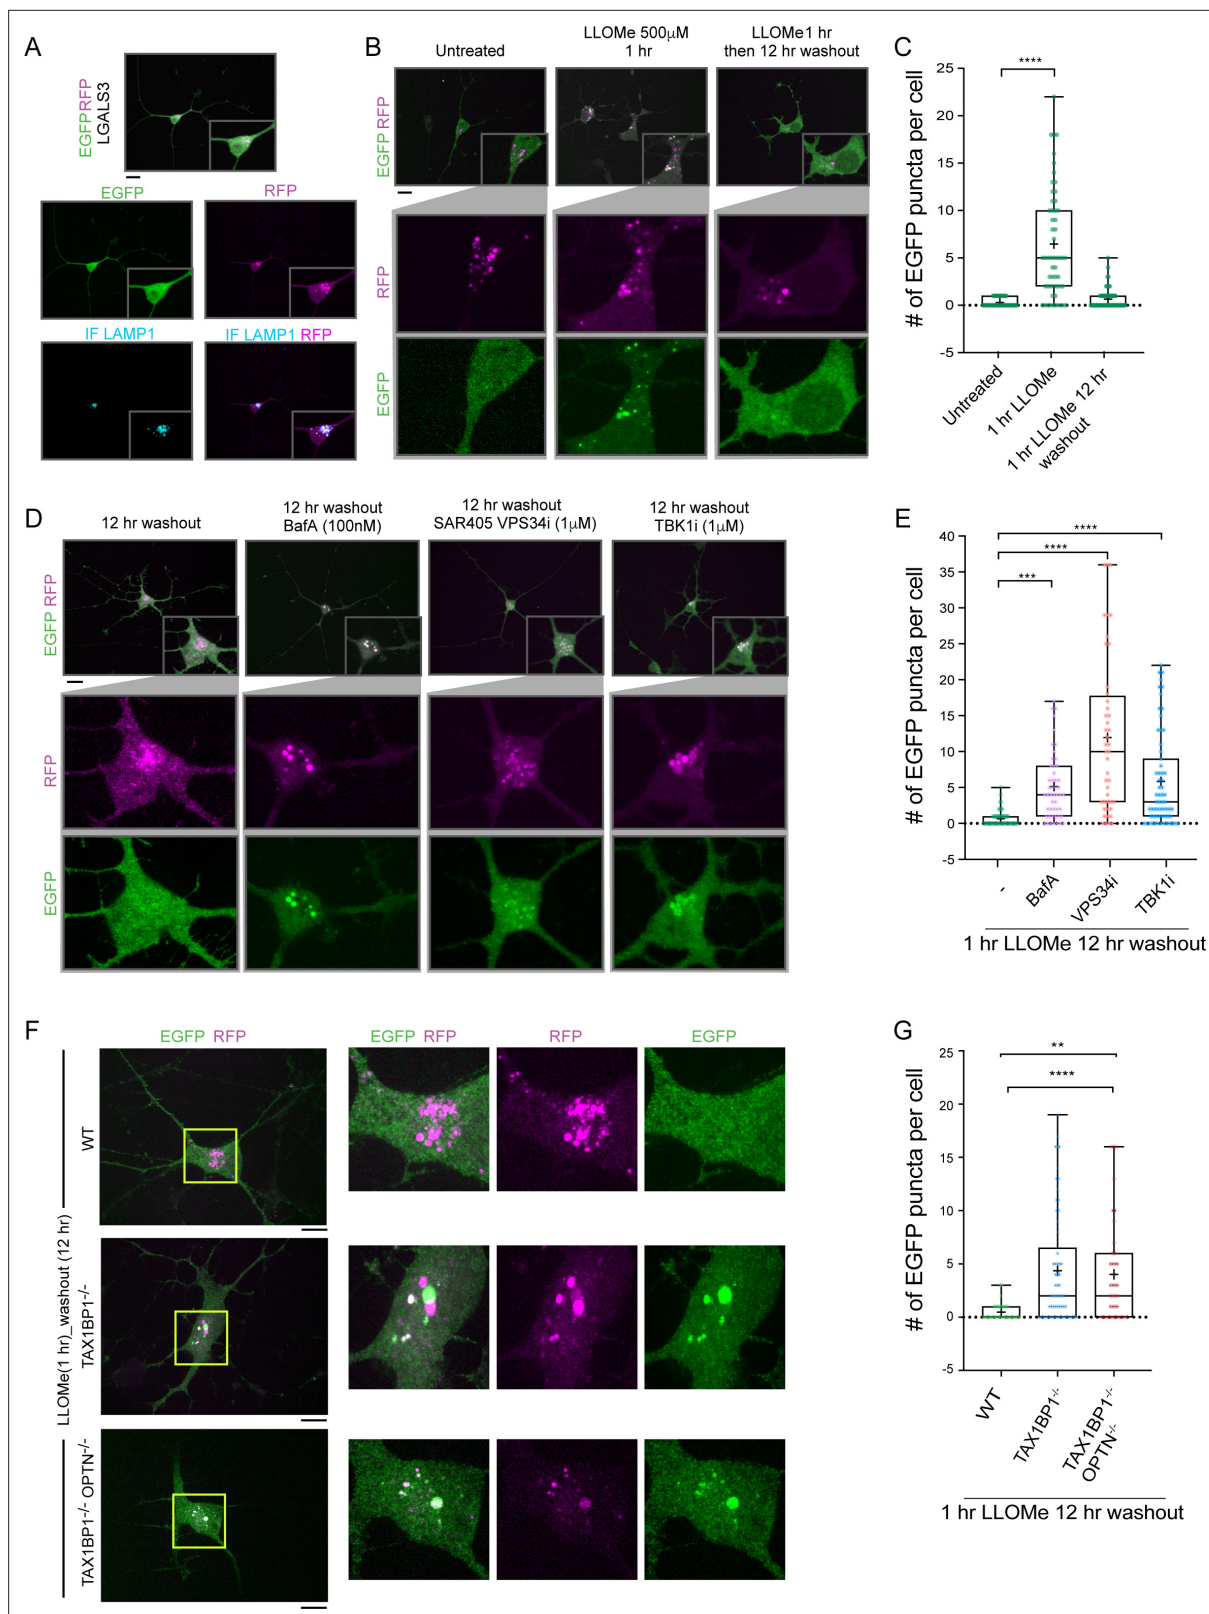 A
EGFP RFP
LGALS3
EGFP
RFP
IF LAMP1
IF LAMP1 RFP
B
Untreated
LLOMe 500μM
1 hr
LLOMe1 hr
then 12 hr washout
EGFP RFP
RFP
EGFP
C
# of EGFP puncta per cell
25
20
15
10
5
0
-5
****
Untreated
1 hr LLOMe
1 hr LLOMe 12 hr
washout
D
12 hr washout
12 hr washout
BafA (100nM)
12 hr washout
SAR405 VPS34i (1μM)
12 hr washout
TBK1i (1μM)
EGFP RFP
RFP
EGFP
E
# of EGFP puncta per cell
40
35
30
25
20
15
10
5
0
-5
****
****
***
-
BafA
VPS34i
TBK1i
1 hr LLOMe 12 hr washout
F
EGFP RFP
EGFP RFP
RFP
EGFP
LLOMe(1 hr)_washout (12 hr)
WT
TAX1BP1-/-
TAX1BP1-/- OPTN-/-
G
# of EGFP puncta per cell
25
20
15
10
5
0
-5
**
****
WT
TAX1BP1-/-
TAX1BP1-/-
OPTN-/-
1 hr LLOMe 12 hr washout